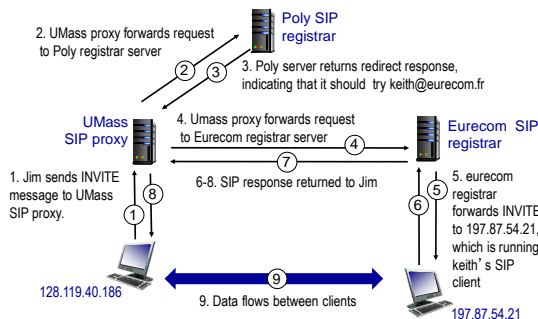 Poly SIP
registrar
2. UMass proxy forwards request
to Poly registrar server
2
3
3. Poly server returns redirect response,
indicating that it should try keith@eurecom.fr
UMass
SIP proxy
4. Umass proxy forwards request
to Eurecom registrar server
4
Eurecom SIP
registrar
7
1. Jim sends INVITE
message to UMass
SIP proxy.
8
1
6-8. SIP response returned to Jim
6
5
5. eurecom
registrar
forwards INVITE
to 197.87.54.21,
which is running
keith’s SIP
client
9
128.119.40.186
9. Data flows between clients
197.87.54.21